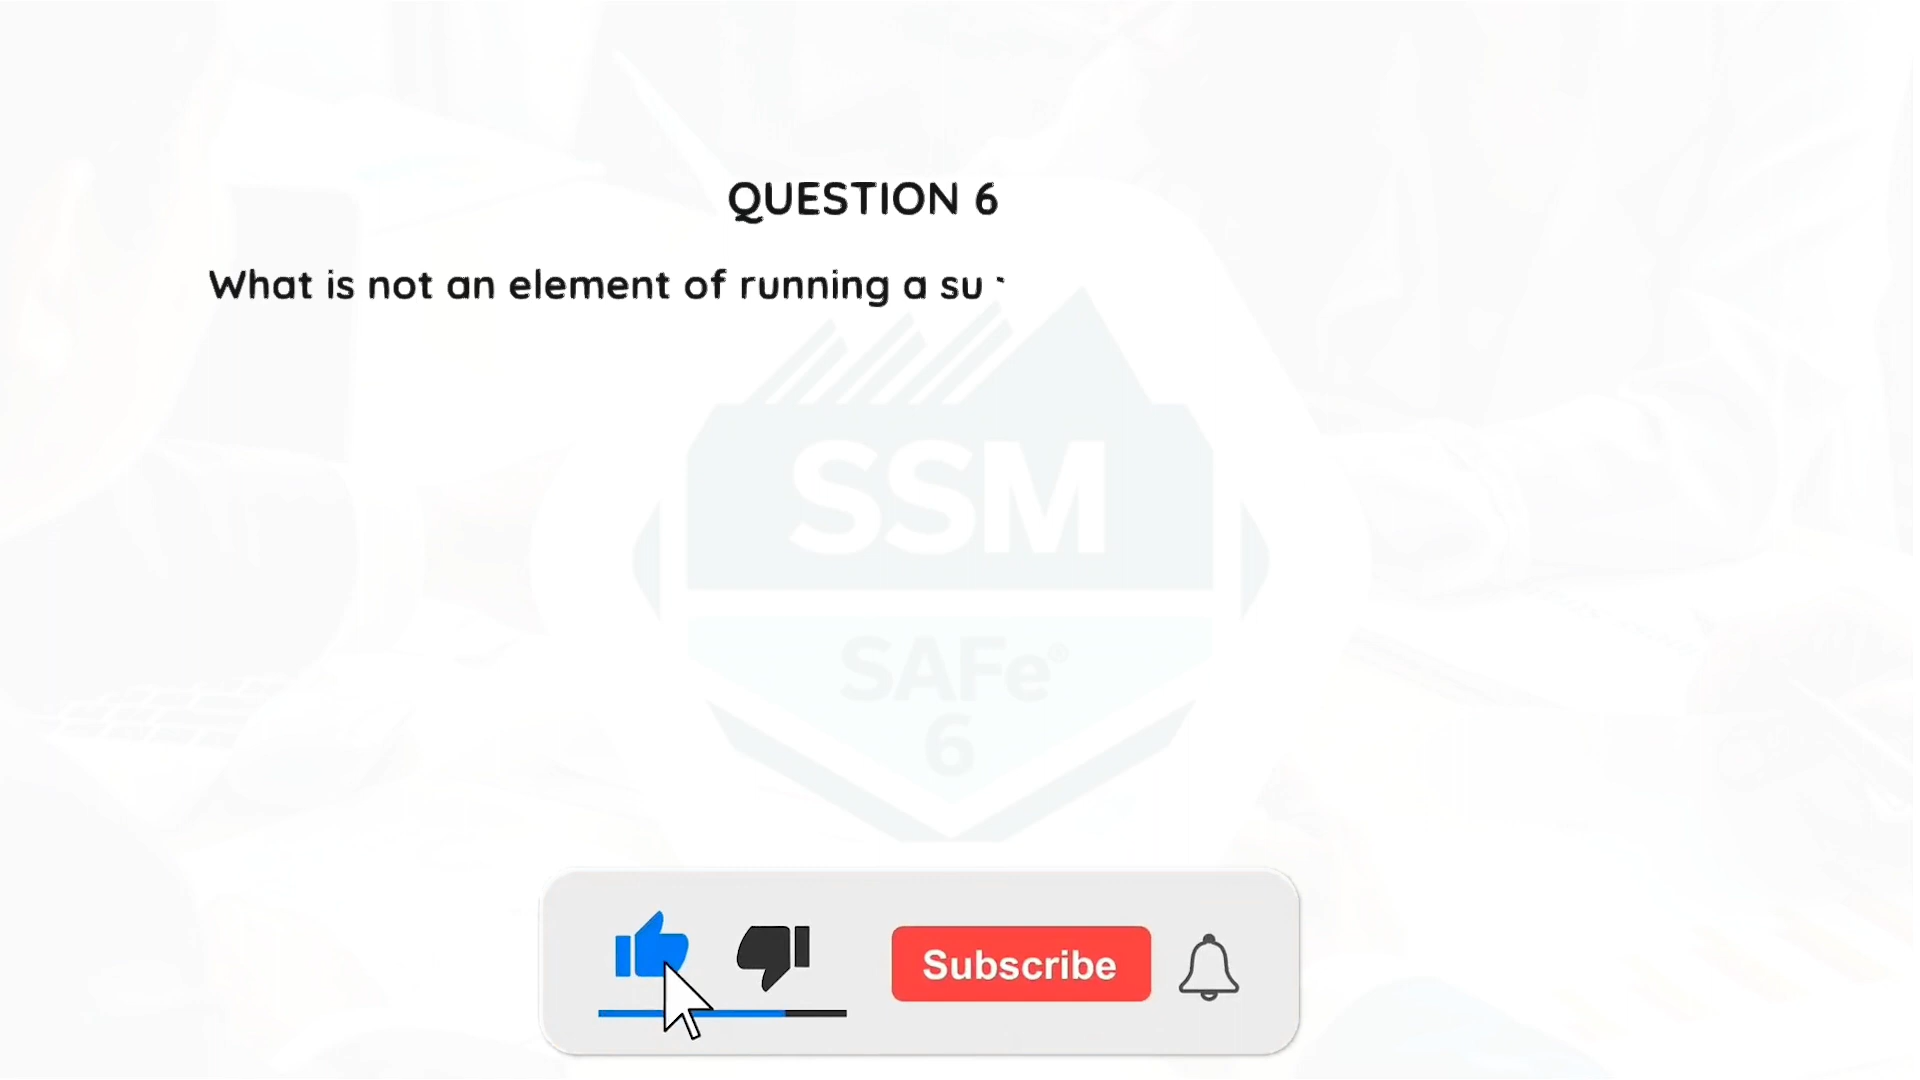 QUESTION 6
What is not an element of running a su
SSM
SAFe®
6
Subscribe